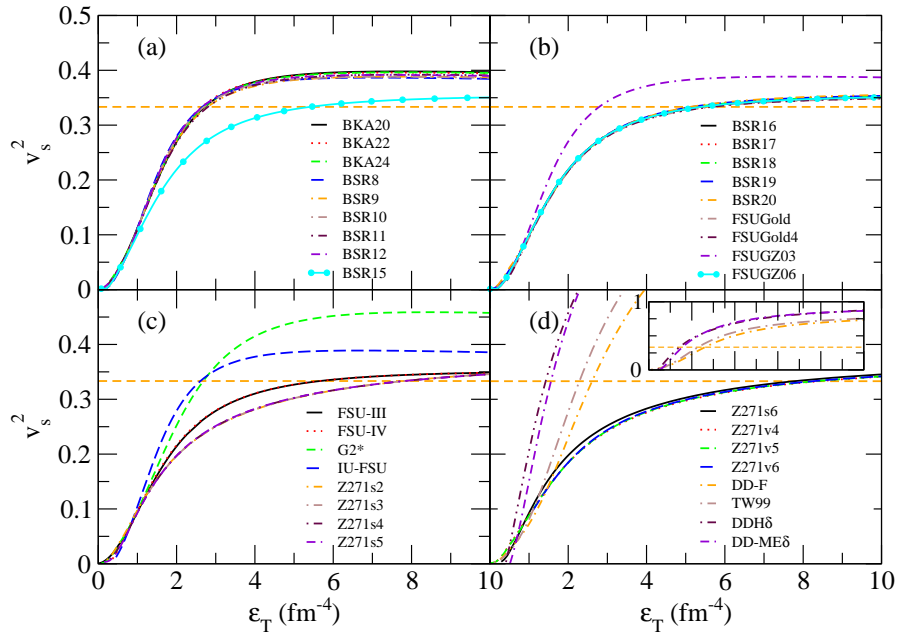 0.5
(a)
(b)
0.4
0.3
v_s^2
0.2
0.1
0
BKA20
BKA22
BKA24
BSR8
BSR9
BSR10
BSR11
BSR12
BSR15
BSR16
BSR17
BSR18
BSR19
BSR20
FSUGold
FSUGold4
FSUGZ03
FSUGZ06
(c)
(d)
1
0
0.4
0.3
v_s^2
0.2
0.1
0
FSU-III
FSU-IV
G2*
IU-FSU
Z271s2
Z271s3
Z271s4
Z271s5
Z271s6
Z271v4
Z271v5
Z271v6
DD-F
TW99
DDHδ
DD-MEδ
0 2 4 6 8 10 2 4 6 8 10
ε_T (fm^-4) ε_T (fm^-4)